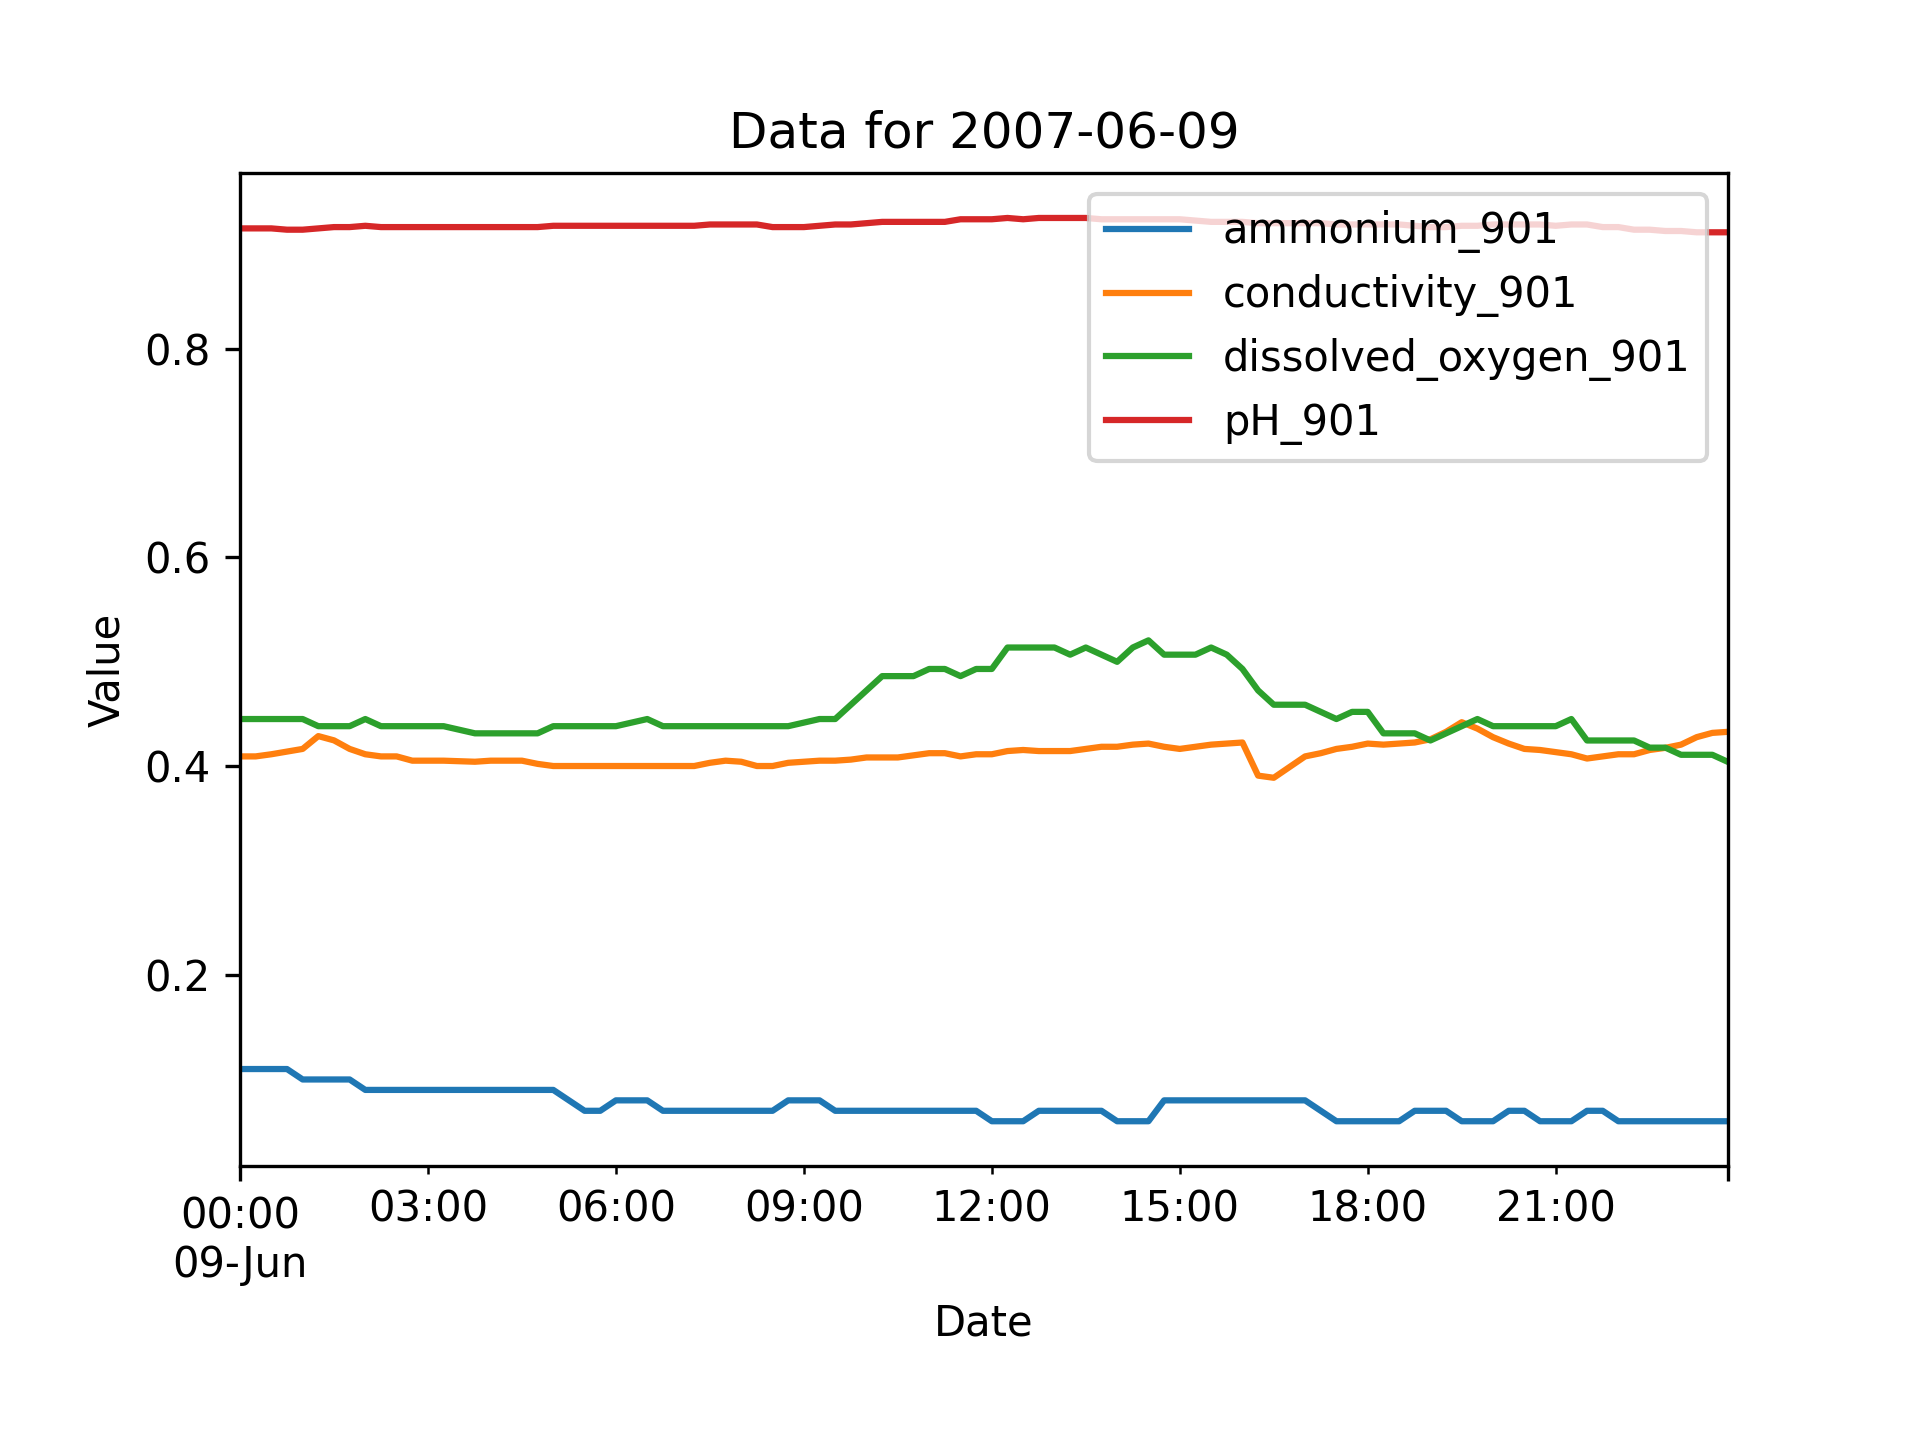 Data for 2007-06-09
ammonium_901
conductivity_901
dissolved_oxygen_901
pH_901
0.8
0.6
0.4
0.2
Value
00:00 03:00 06:00 09:00 12:00 15:00 18:00 21:00
09-Jun
Date